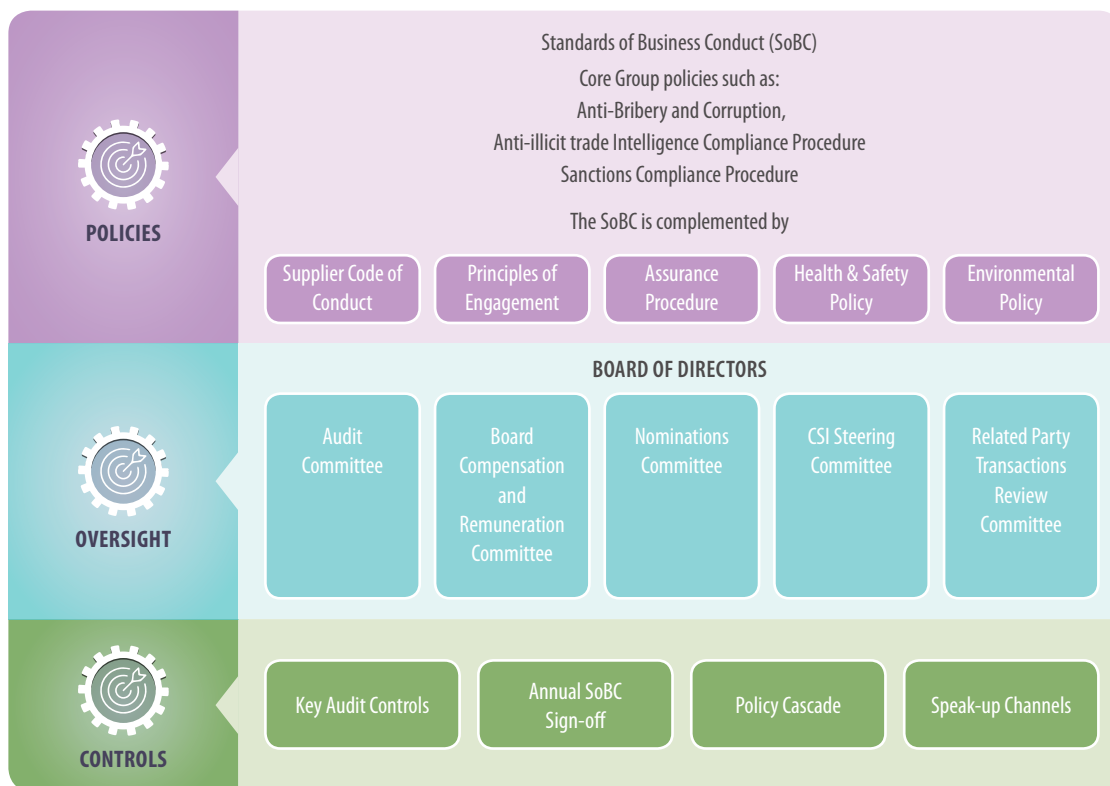 Standards of Business Conduct (SoBC)
Core Group policies such as:
Anti-Bribery and Corruption,
Anti-illicit trade Intelligence Compliance Procedure
Sanctions Compliance Procedure
The SoBC is complemented by
POLICIES
Supplier Code of
Conduct
Principles of
Engagement
Assurance
Procedure
Health & Safety
Policy
Environmental
Policy
BOARD OF DIRECTORS
OVERSIGHT
Audit
Committee
Board
Compensation
and
Remuneration
Committee
Nominations
Committee
CSI Steering
Committee
Related Party
Transactions
Review
Committee
CONTROLS
Key Audit Controls
Annual SoBC
Sign-off
Policy Cascade
Speak-up Channels